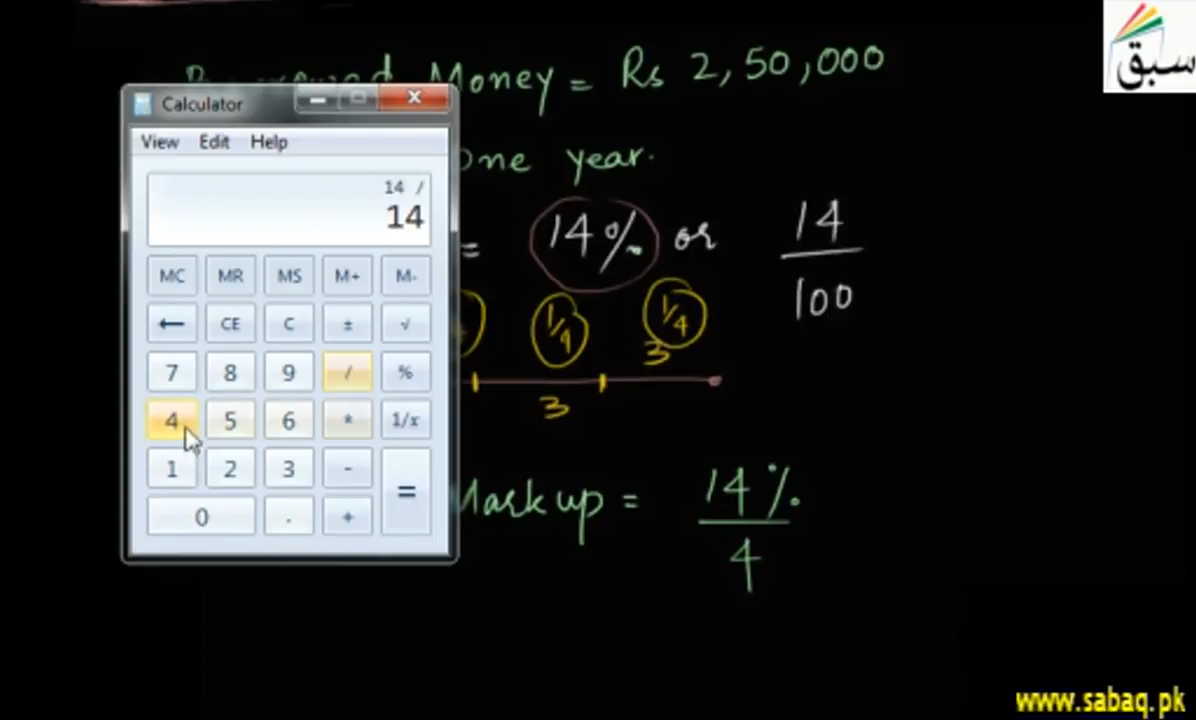 Money = Rs 2,50,000
سبق
Calculator
View Edit Help
one year.
14 /
14
= 14% or 14/100
MC MR MS M+ M-
← CE C ± √
1/4 1/4
7 8 9 / %
3
3
4 5 6 * 1/x
1 2 3 - =
Markup = 14%/4
0 . +
www.sabaq.pk